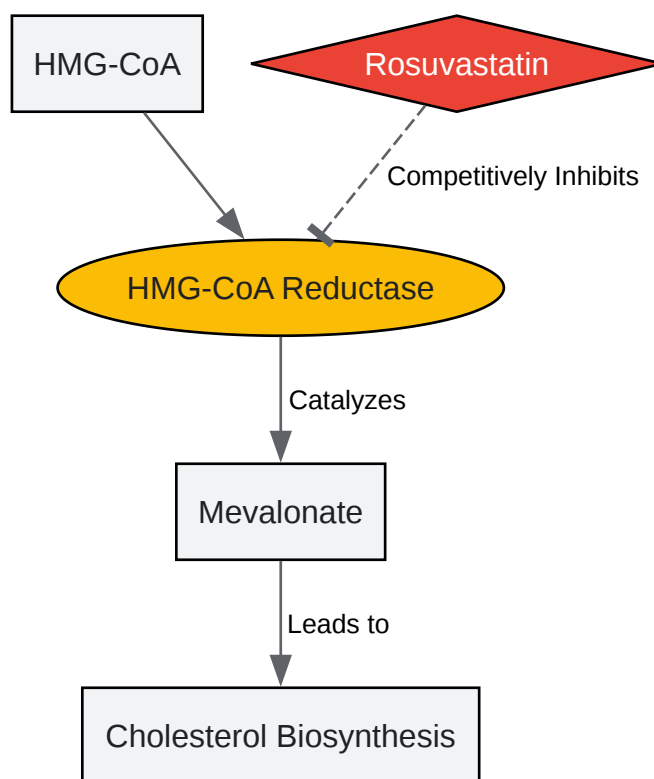 HMG-CoA
Rosuvastatin
Competitively Inhibits
HMG-CoA Reductase
Catalyzes
Mevalonate
Leads to
Cholesterol Biosynthesis